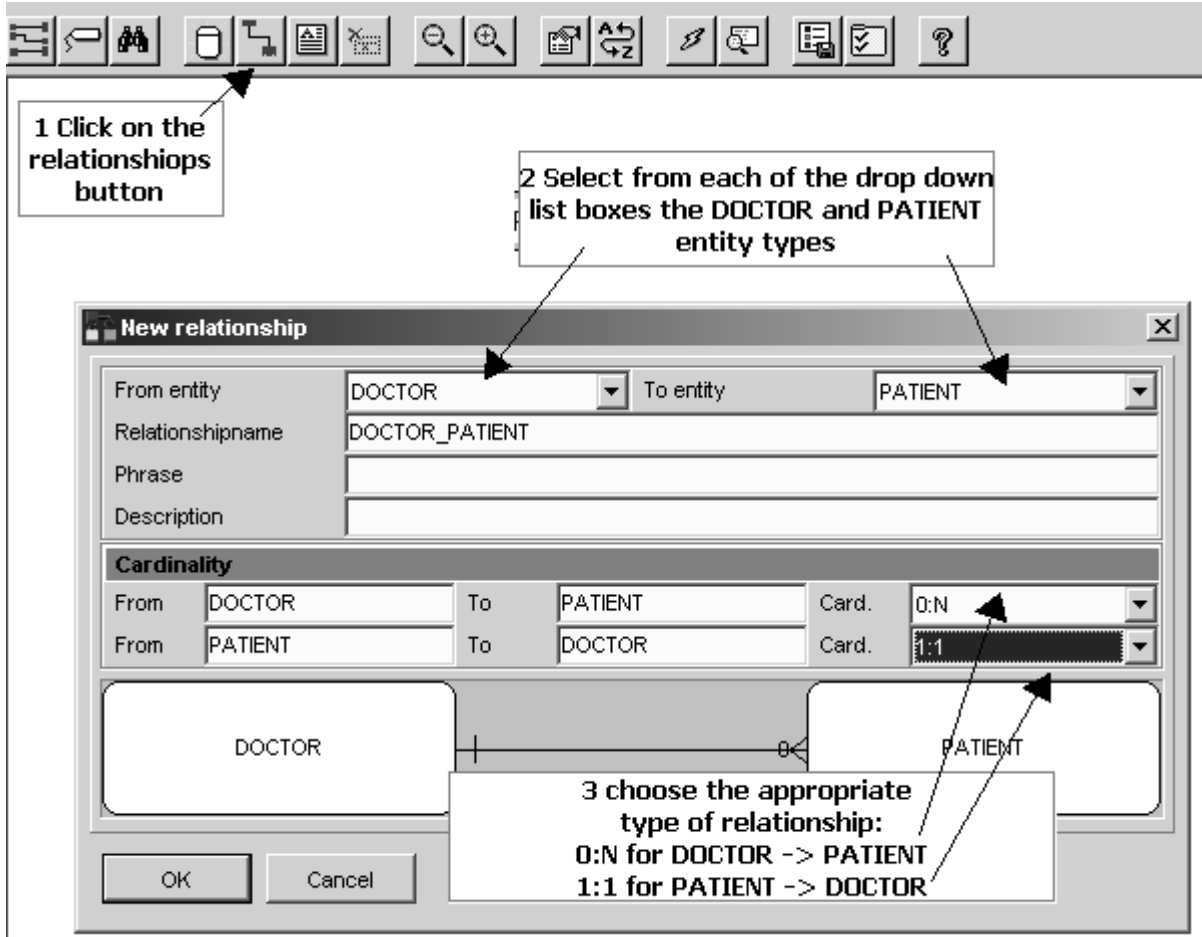 A
Z
?
1 Click on the
relationshiops
button
2 Select from each of the drop down
list boxes the DOCTOR and PATIENT
entity types
New relationship
From entity DOCTOR To entity PATIENT
Relationshipname DOCTOR_PATIENT
Phrase
Description
Cardinality
From DOCTOR To PATIENT Card. 0:N
From PATIENT To DOCTOR Card. 1:1
DOCTOR 0 PATIENT
3 choose the appropriate
type of relationship:
0:N for DOCTOR -> PATIENT
1:1 for PATIENT -> DOCTOR
OK Cancel